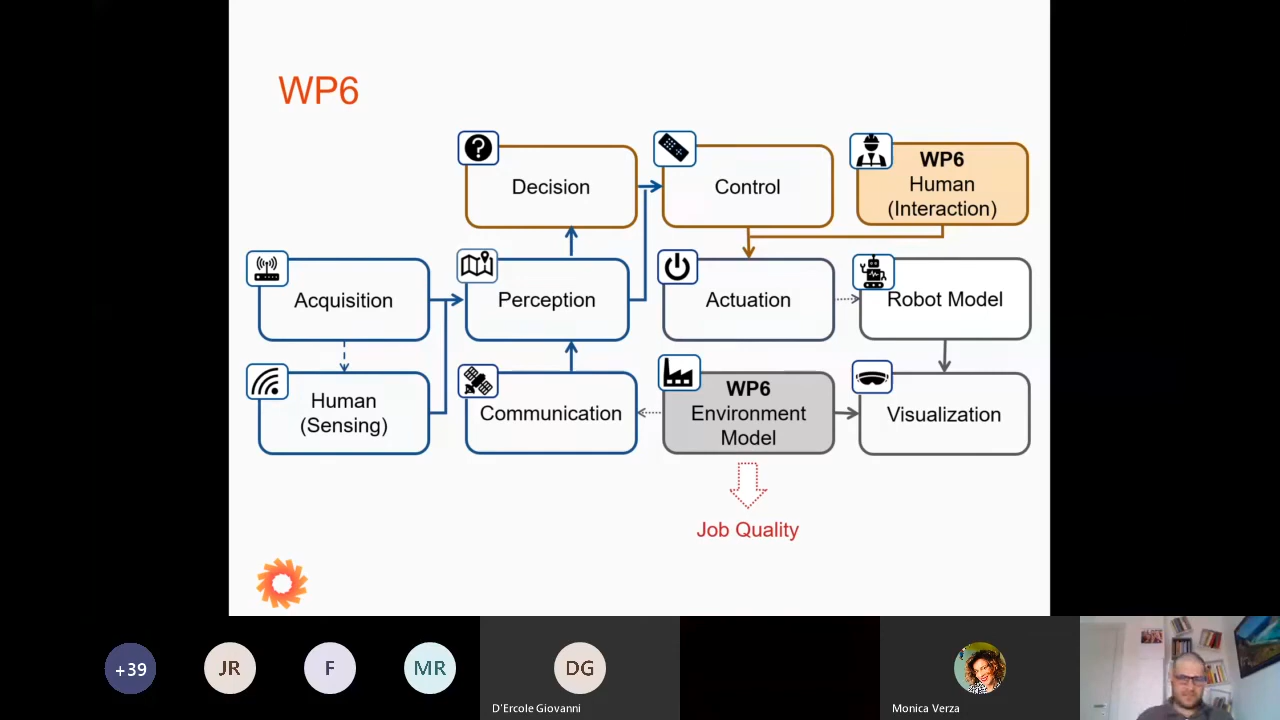 WP6
Decision
Control
WP6
Human
(Interaction)
Acquisition
Perception
Actuation
Robot Model
Human
(Sensing)
Communication
WP6
Environment
Model
Visualization
Job Quality
+39
JR
F
MR
DG
D'Ercole Giovanni
Monica Verza